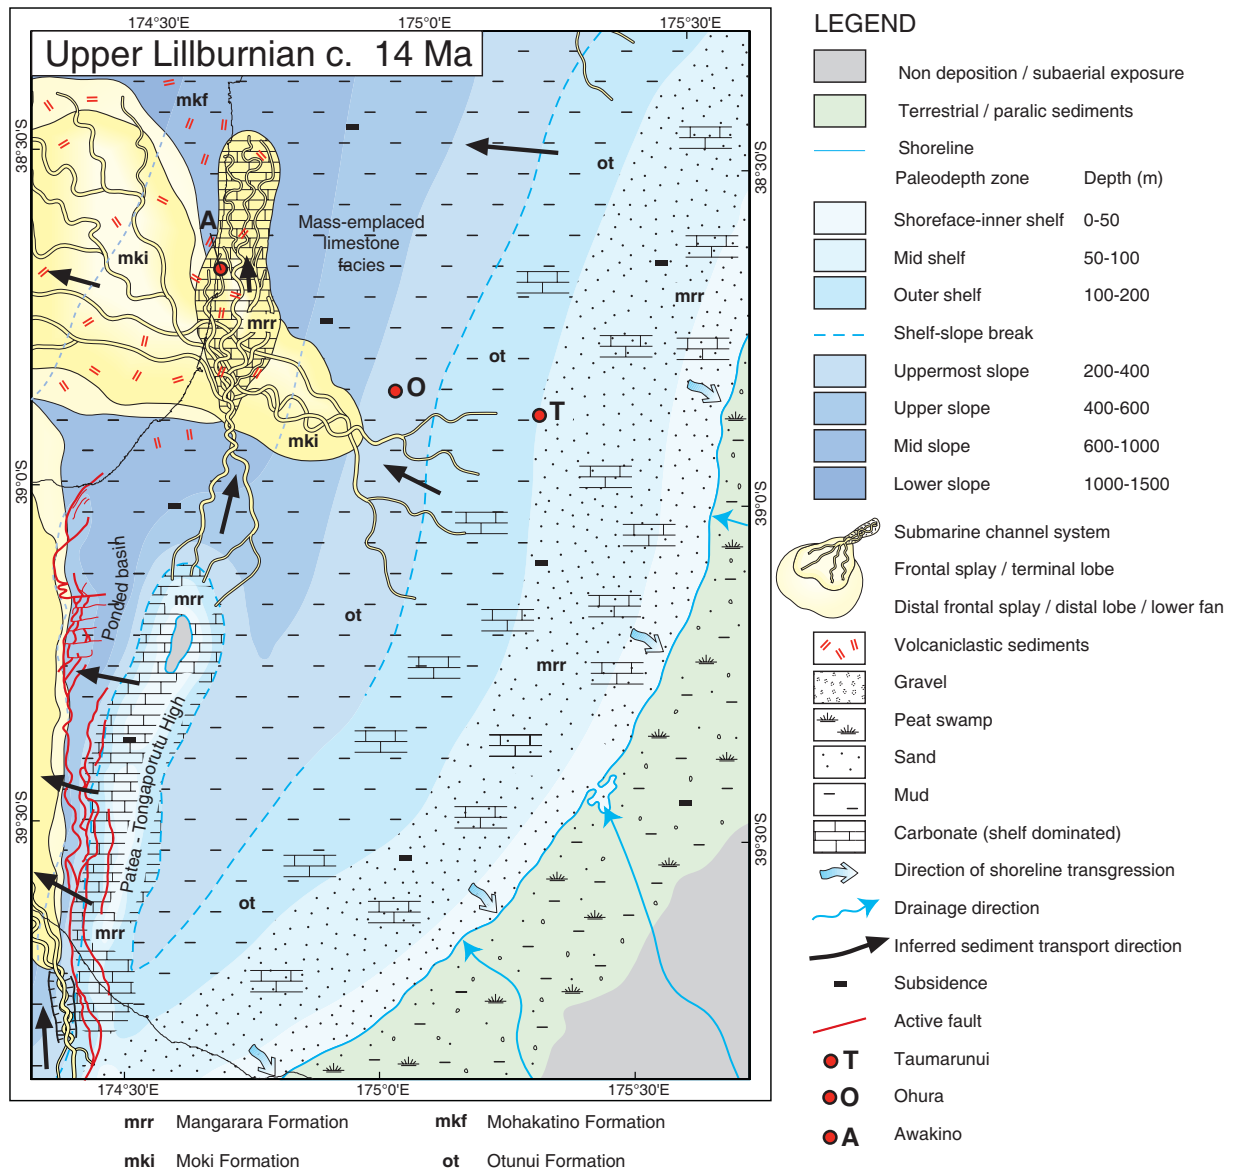 174°30'E
175°0'E
175°30'E
Upper Lillburnian c. 14 Ma
38°30'S
38°30'S
mkf
ot
A
Mass-emplaced
limestone
facies
mki
mrr
mrr
ot
O
T
mki
39°0'S
39°0'S
Ponded basin
mrr
ot
mrr
Patea - Tongaporutu High
39°30'S
39°30'S
ot
mrr
174°30'E
175°0'E
175°30'E
mrr Mangarara Formation
mkf Mohakatino Formation
mki Moki Formation
ot Otunui Formation
LEGEND
Non deposition / subaerial exposure
Terrestrial / paralic sediments
Shoreline
Paleodepth zone Depth (m)
Shoreface-inner shelf 0-50
Mid shelf 50-100
Outer shelf 100-200
Shelf-slope break
Uppermost slope 200-400
Upper slope 400-600
Mid slope 600-1000
Lower slope 1000-1500
Submarine channel system
Frontal splay / terminal lobe
Distal frontal splay / distal lobe / lower fan
Volcaniclastic sediments
Gravel
Peat swamp
Sand
Mud
Carbonate (shelf dominated)
Direction of shoreline transgression
Drainage direction
Inferred sediment transport direction
Subsidence
Active fault
T Taumarunui
O Ohura
A Awakino